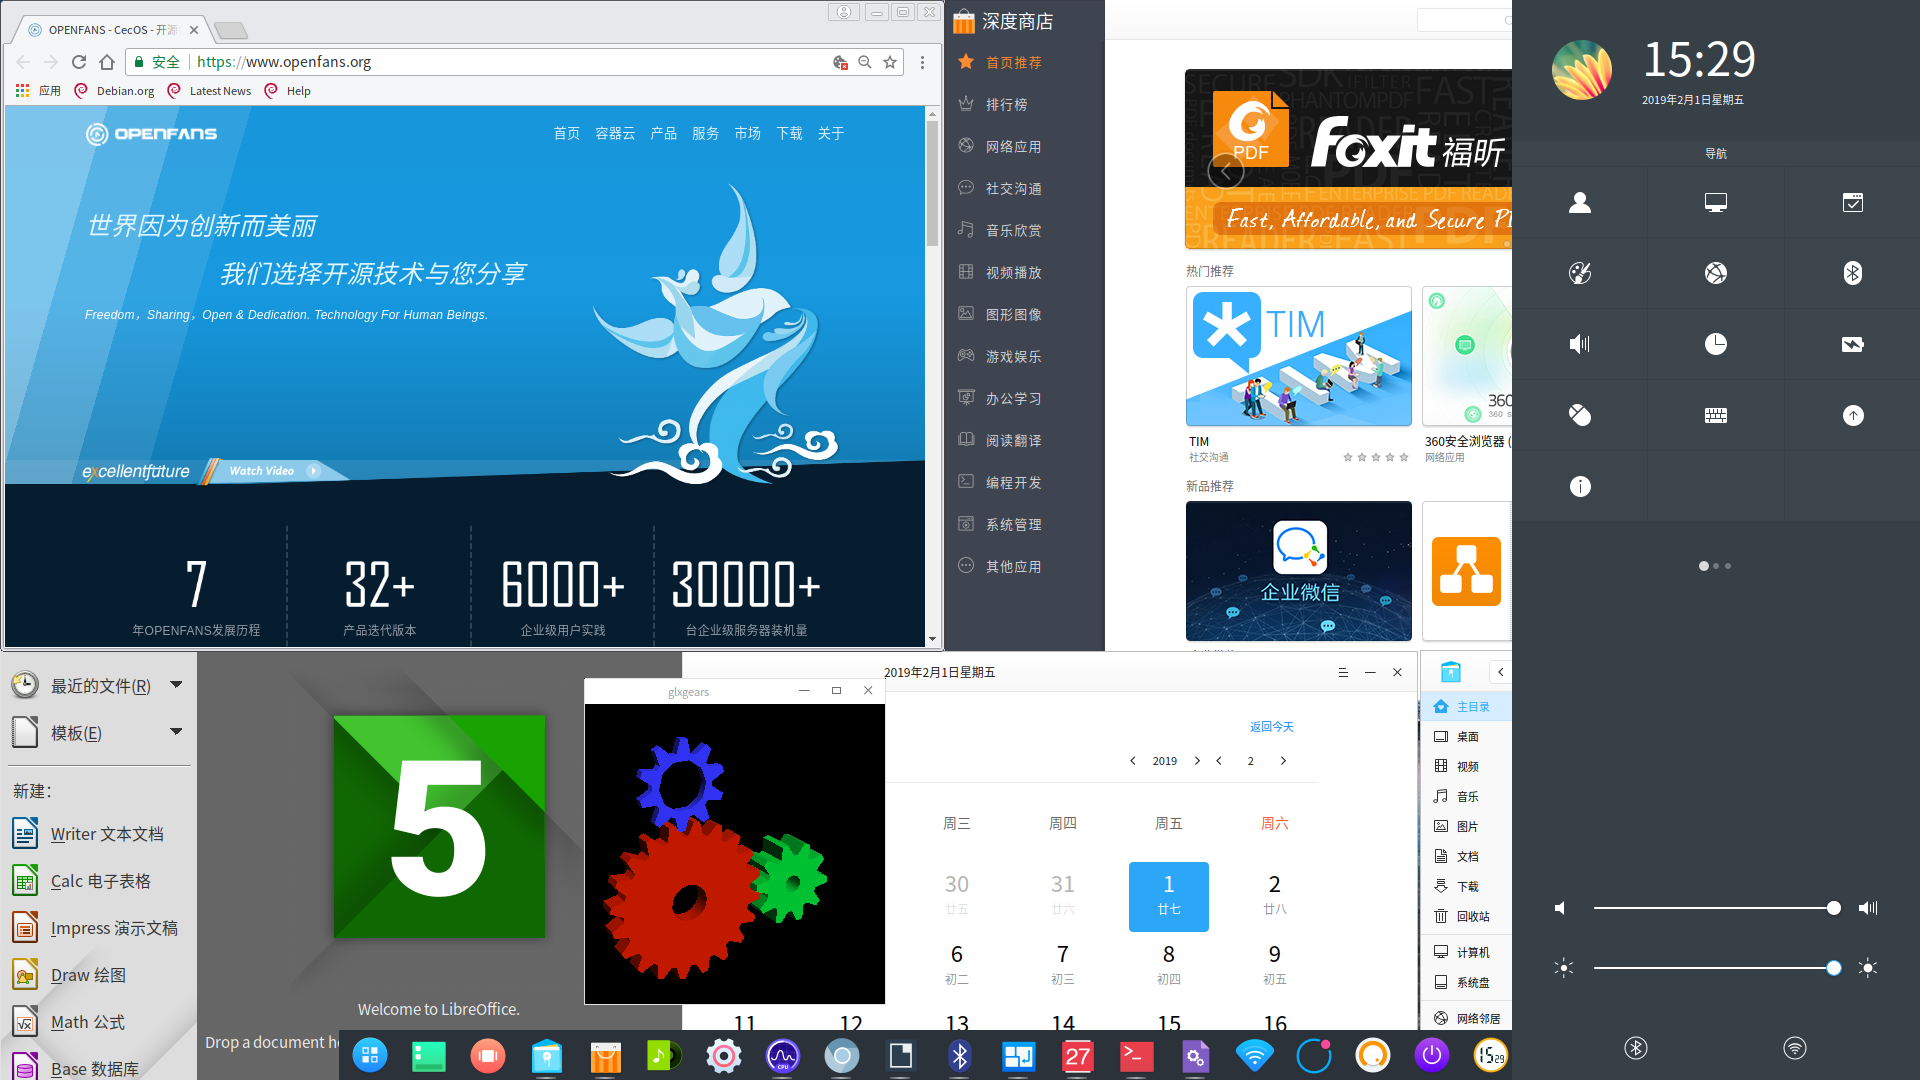 OPENFANS - CecOS - 开源
安全
https://www.openfans.org
应用
Debian.org
Latest News
Help
OPENFANS
首页
容器云
产品
服务
市场
下载
关于
世界因为创新而美丽
我们选择开源技术与您分享
Freedom，Sharing，Open & Dedication. Technology For Human Beings.
excellentfuture
Watch Video
7
32+
6000+
30000+
年OPENFANS发展历程
产品迭代版本
企业级用户实践
台企业级服务器装机量
深度商店
首页推荐
排行榜
网络应用
社交沟通
音乐欣赏
视频播放
图形图像
游戏娱乐
办公学习
阅读翻译
编程开发
系统管理
其他应用
PDF
Foxit 福昕
Fast, Affordable, and Secure
热门推荐
TIM
TIM
社交沟通
360
360安全浏览器 (
网络应用
新品推荐
企业微信
15:29
2019年2月1日星期五
导航
最近的文件(R)
模板(E)
新建：
Writer 文本文档
Calc 电子表格
Impress 演示文稿
Draw 绘图
Math 公式
Base 数据库
5
Welcome to LibreOffice.
Drop a document he
glxgears
2019年2月1日星期五
返回今天
2019
2
周三
周四
周五
周六
30
31
1
2
廿五
廿六
廿七
廿八
6
7
8
9
初二
初三
初四
初五
11
12
13
14
15
16
主目录
桌面
视频
音乐
图片
文档
下载
回收站
计算机
系统盘
网络邻居
CPU
27
15 29